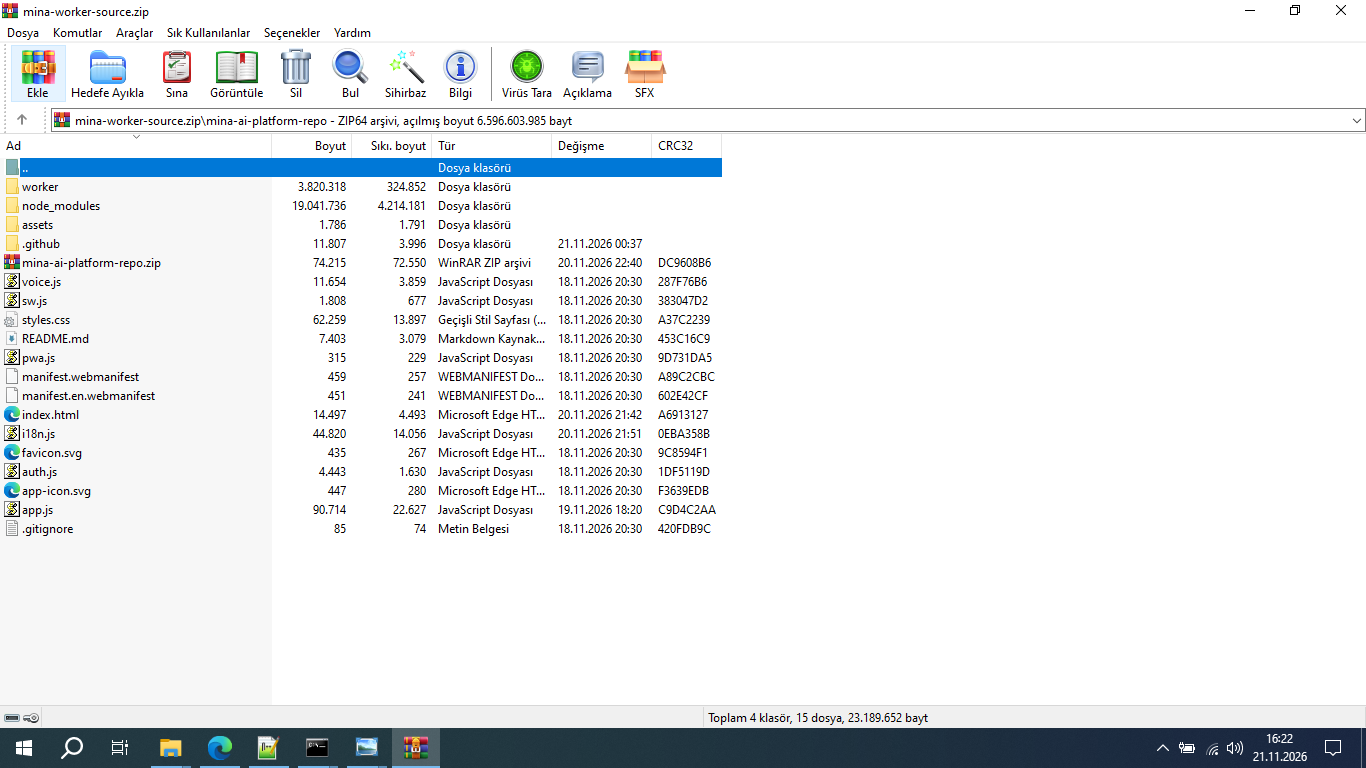 mina-worker-source.zip
Dosya Komutlar Araçlar Sık Kullanılanlar Seçenekler Yardım
Ekle Hedefe Ayıkla Sına Görüntüle Sil Bul Sihirbaz Bilgi Virüs Tara Açıklama SFX
mina-worker-source.zip\mina-ai-platform-repo - ZIP64 arşivi, açılmış boyut 6.596.603.985 bayt
Ad Boyut Sıkı. boyut Tür Değişme CRC32
.. Dosya klasörü
worker 3.820.318 324.852 Dosya klasörü
node_modules 19.041.736 4.214.181 Dosya klasörü
assets 1.786 1.791 Dosya klasörü
.github 11.807 3.996 Dosya klasörü 21.11.2026 00:37
mina-ai-platform-repo.zip 74.215 72.550 WinRAR ZIP arşivi 20.11.2026 22:40 DC9608B6
voice.js 11.654 3.859 JavaScript Dosyası 18.11.2026 20:30 287F76B6
sw.js 1.808 677 JavaScript Dosyası 18.11.2026 20:30 383047D2
styles.css 62.259 13.897 Geçişli Stil Sayfası (... 18.11.2026 20:30 A37C2239
README.md 7.403 3.079 Markdown Kaynak... 18.11.2026 20:30 453C16C9
pwa.js 315 229 JavaScript Dosyası 18.11.2026 20:30 9D731DA5
manifest.webmanifest 459 257 WEBMANIFEST Do... 18.11.2026 20:30 A89C2CBC
manifest.en.webmanifest 451 241 WEBMANIFEST Do... 18.11.2026 20:30 602E42CF
index.html 14.497 4.493 Microsoft Edge HT... 20.11.2026 21:42 A6913127
i18n.js 44.820 14.056 JavaScript Dosyası 20.11.2026 21:51 0EBA358B
favicon.svg 435 267 Microsoft Edge HT... 18.11.2026 20:30 9C8594F1
auth.js 4.443 1.630 JavaScript Dosyası 18.11.2026 20:30 1DF5119D
app-icon.svg 447 280 Microsoft Edge HT... 18.11.2026 20:30 F3639EDB
app.js 90.714 22.627 JavaScript Dosyası 19.11.2026 18:20 C9D4C2AA
.gitignore 85 74 Metin Belgesi 18.11.2026 20:30 420FDB9C
Toplam 4 klasör, 15 dosya, 23.189.652 bayt
16:22
21.11.2026